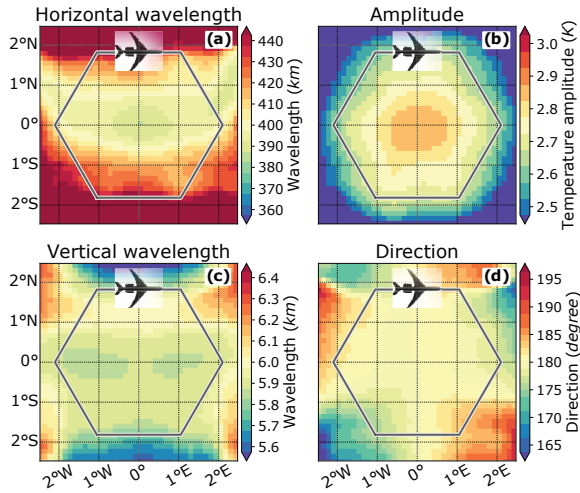 Horizontal wavelength
Amplitude
(a)
(b)
2°N
1°N
0°
1°S
2°S
440
420
400
380
360
Wavelength (km)
3.0
2.9
2.8
2.7
2.6
2.5
Temperature amplitude (K)
Vertical wavelength
Direction
(c)
(d)
2°N
1°N
0°
1°S
2°S
6.4
6.3
6.2
6.1
6.0
5.9
5.8
5.7
5.6
Wavelength (km)
195
190
185
180
175
170
165
Direction (degree)
2°W
1°W
0°
1°E
2°E
2°W
1°W
0°
1°E
2°E